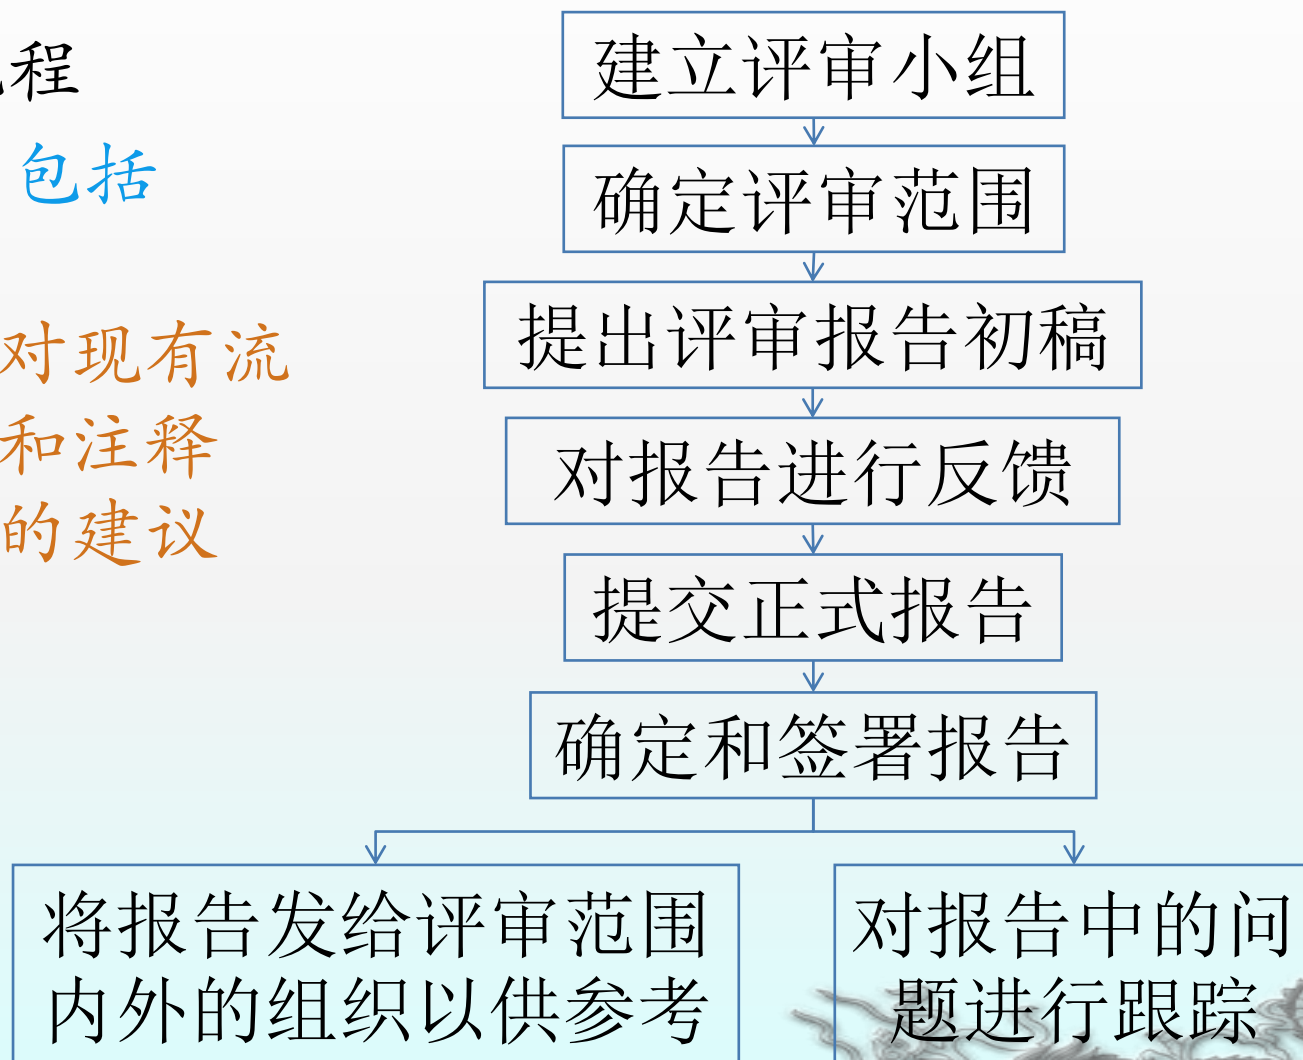 程
包括
对现有流
和注释
的建议
建立评审小组
确定评审范围
提出评审报告初稿
对报告进行反馈
提交正式报告
确定和签署报告
将报告发给评审范围
内外的组织以供参考
对报告中的问
题进行跟踪